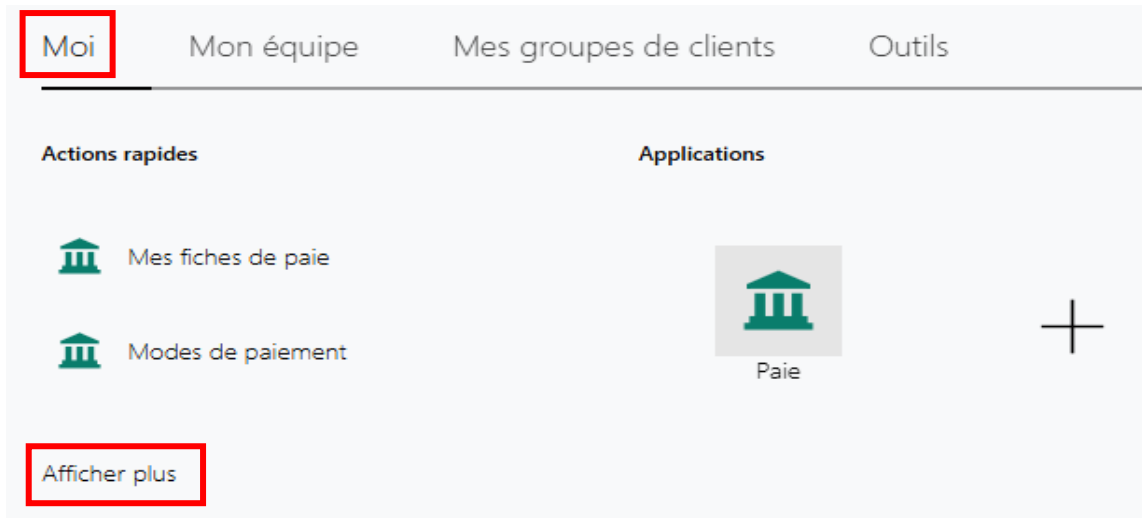 Moi Mon équipe Mes groupes de clients Outils
Actions rapides
Mes fiches de paie
Modes de paiement
Afficher plus
Applications
Paie